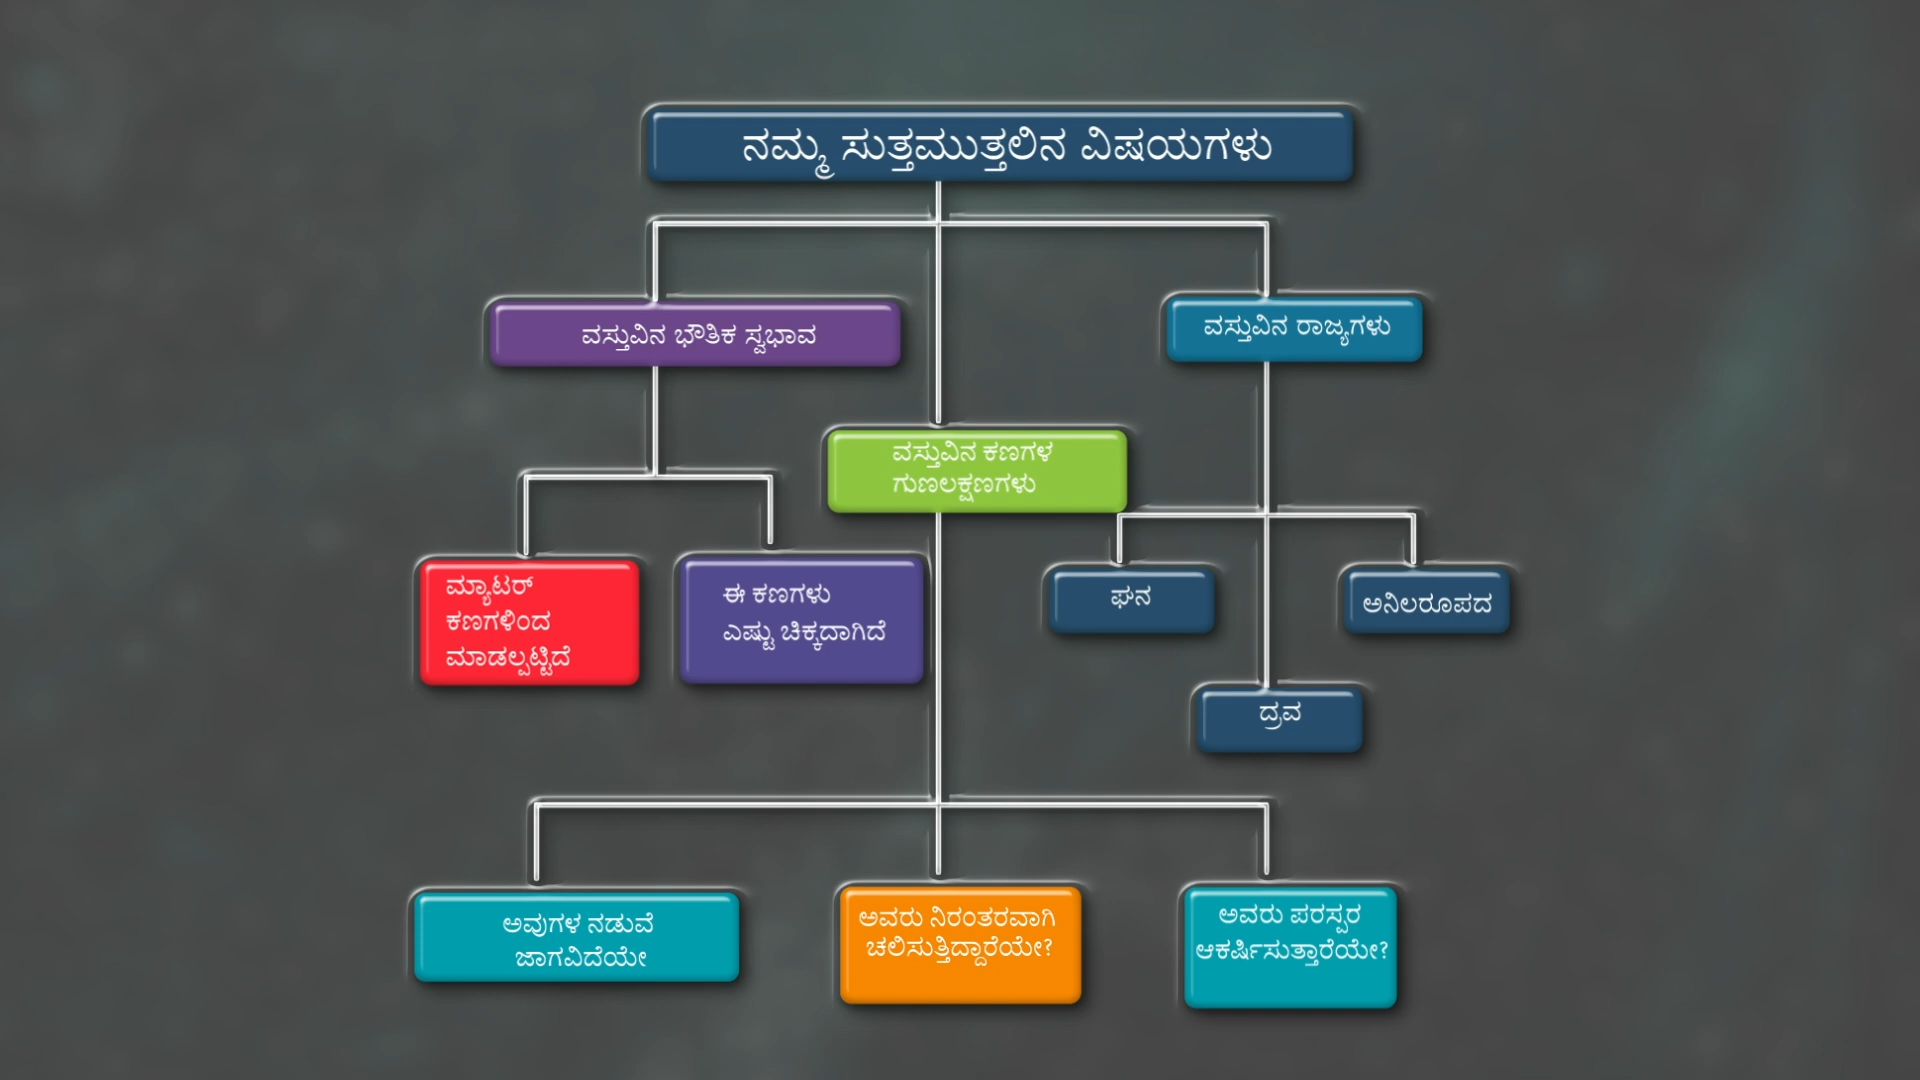 ನಮ್ಮ ಸುತ್ತಮುತ್ತಲಿನ ವಿಷಯಗಳು
ವಸ್ತುವಿನ ಭೌತಿಕ ಸ್ವಭಾವ
ವಸ್ತುವಿನ ರಾಜ್ಯಗಳು
ವಸ್ತುವಿನ ಕಣಗಳ
ಗುಣಲಕ್ಷಣಗಳು
ಮ್ಯಾಟರ್
ಕಣಗಳಿಂದ
ಮಾಡಲ್ಪಟ್ಟಿದೆ
ಈ ಕಣಗಳು
ಎಷ್ಟು ಚಿಕ್ಕದಾಗಿದೆ
ಘನ
ಅನಿಲರೂಪದ
ದ್ರವ
ಅವುಗಳ ನಡುವೆ
ಜಾಗವಿದೆಯೇ
ಅವರು ನಿರಂತರವಾಗಿ
ಚಲಿಸುತ್ತಿದ್ದಾರೆಯೇ?
ಅವರು ಪರಸ್ಪರ
ಆಕರ್ಷಿಸುತ್ತಾರೆಯೇ?